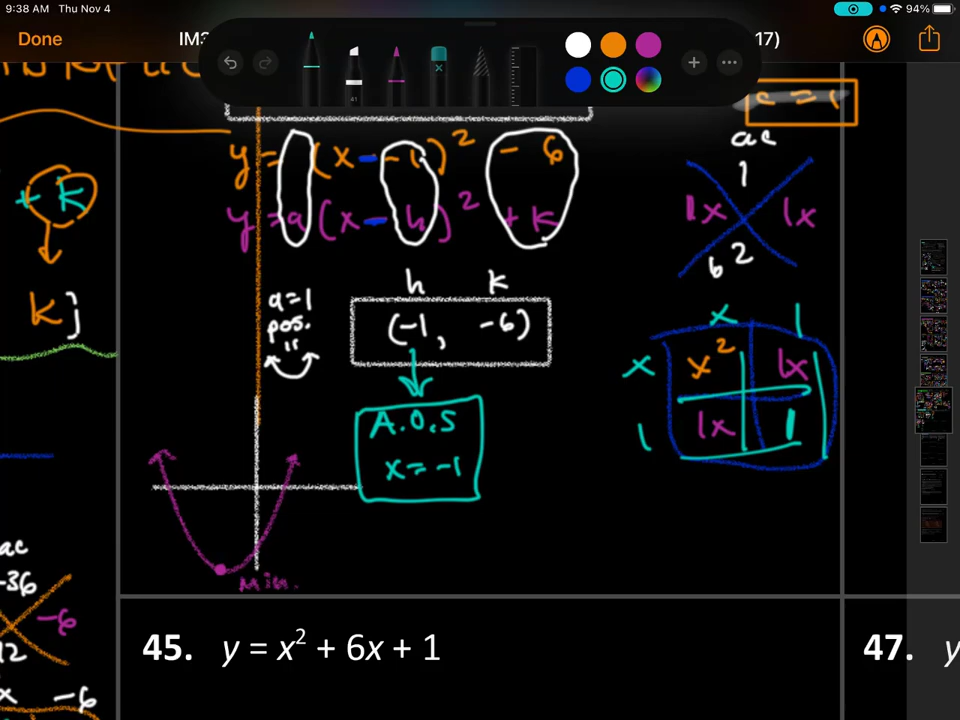 9:38 AM Thu Nov 4
94%
Done
IM3
17)
41
c = 1
y = (x - -1)² - 6
y = a(x - h)² + k
+ k
k)
h k
(-1, -6)
a=1
pos.
A.O.S
x = -1
Min.
ac
1
1x 1x
b 2
x 1
x x² 1x
1 1x 1
ac
-36
-6
12
x -6
45. y = x² + 6x + 1
47. y